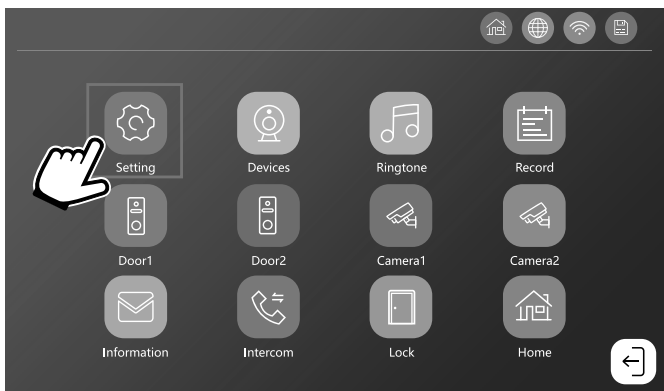 Setting Devices Ringtone Record
Door1 Door2 Camera1 Camera2
Information Intercom Lock Home